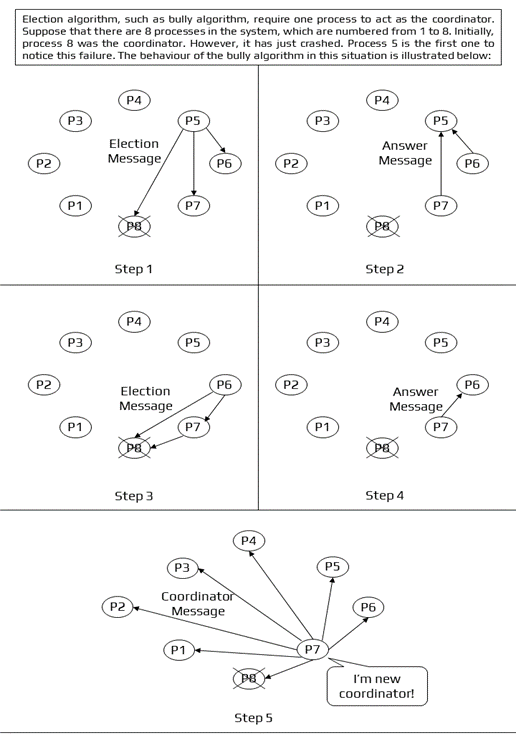 Election algorithm, such as bully algorithm, require one process to act as the coordinator.
Suppose that there are 8 processes in the system, which are numbered from 1 to 8. Initially,
process 8 was the coordinator. However, it has just crashed. Process 5 is the first one to
notice this failure. The behaviour of the bully algorithm in this situation is illustrated below:
P4
P3
P5
Election
Message
P2
P6
P1
P7
P8
Step 1
P4
P3
P5
Answer
Message
P2
P6
P1
P7
P8
Step 2
P4
P3
P5
P2
P6
Election
Message
P1
P7
P8
Step 3
P4
P3
P5
P2
P6
Answer
Message
P1
P7
P8
Step 4
P4
P3
P5
Coordinator
Message
P2
P6
P1
P7
P8
I'm new
coordinator!
Step 5